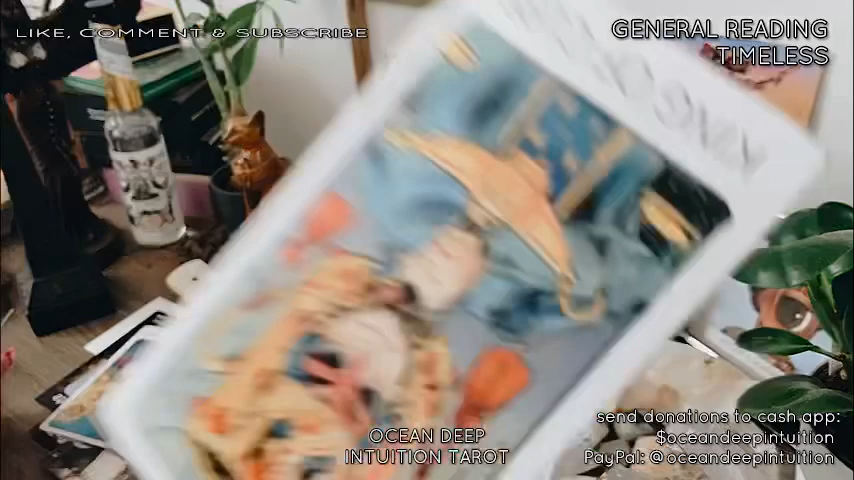 LIKE, COMMENT & SUBSCRIBE
GENERAL READING
TIMELESS
send donations to cash app:
$oceandeepintuition
PayPal: @oceandeepintuition
OCEAN DEEP
INTUITION TAROT